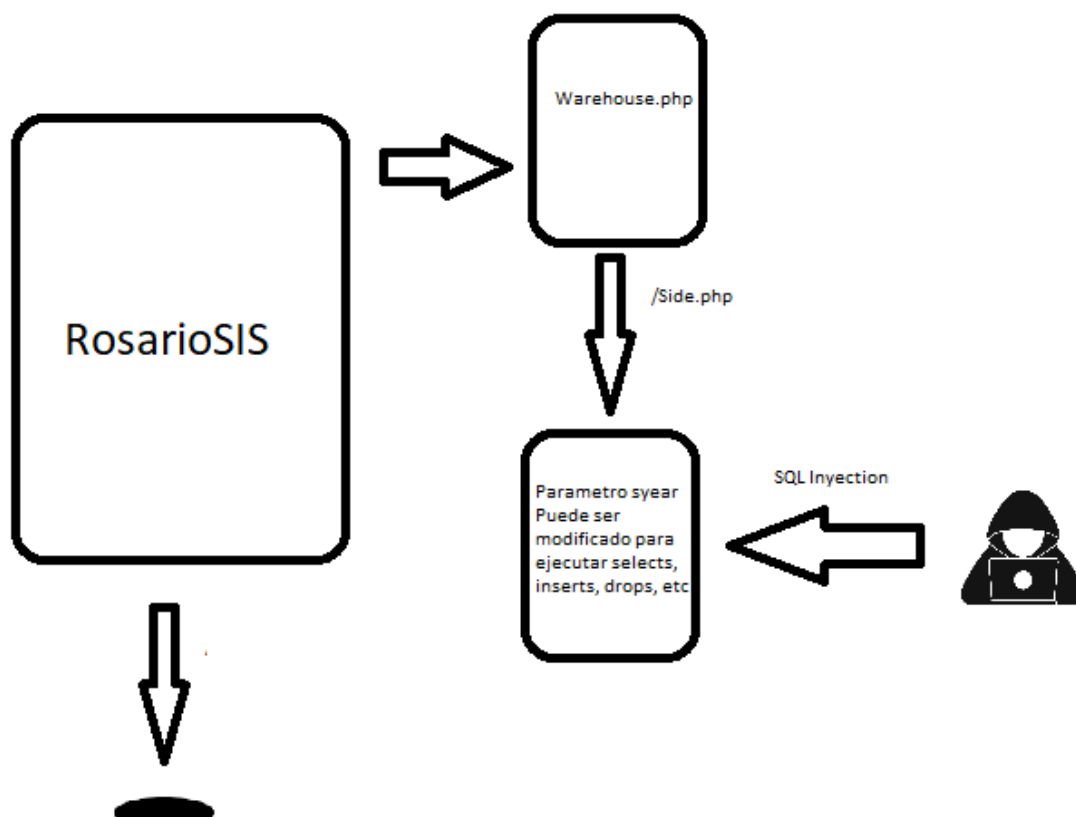 Warehouse.php
RosarioSIS
/Side.php
SQL Inyection
Parametro syear
Puede ser
modificado para
ejecutar selects,
inserts, drops, etc